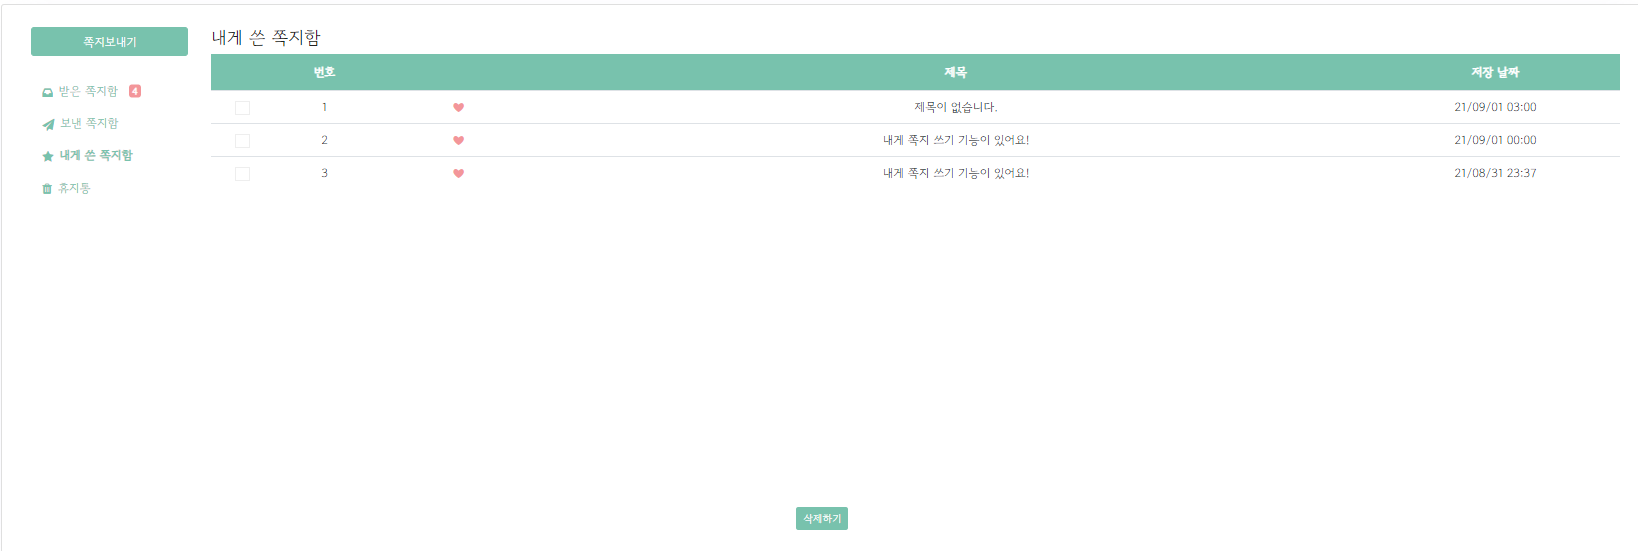 쪽지보내기
받은 쪽지함 4
보낸 쪽지함
내게 쓴 쪽지함
휴지통
내게 쓴 쪽지함
번호 제목 저장 날짜
1 제목이 없습니다. 21/09/01 03:00
2 내게 쪽지 쓰기 기능이 있어요! 21/09/01 00:00
3 내게 쪽지 쓰기 기능이 있어요! 21/08/31 23:37
삭제하기